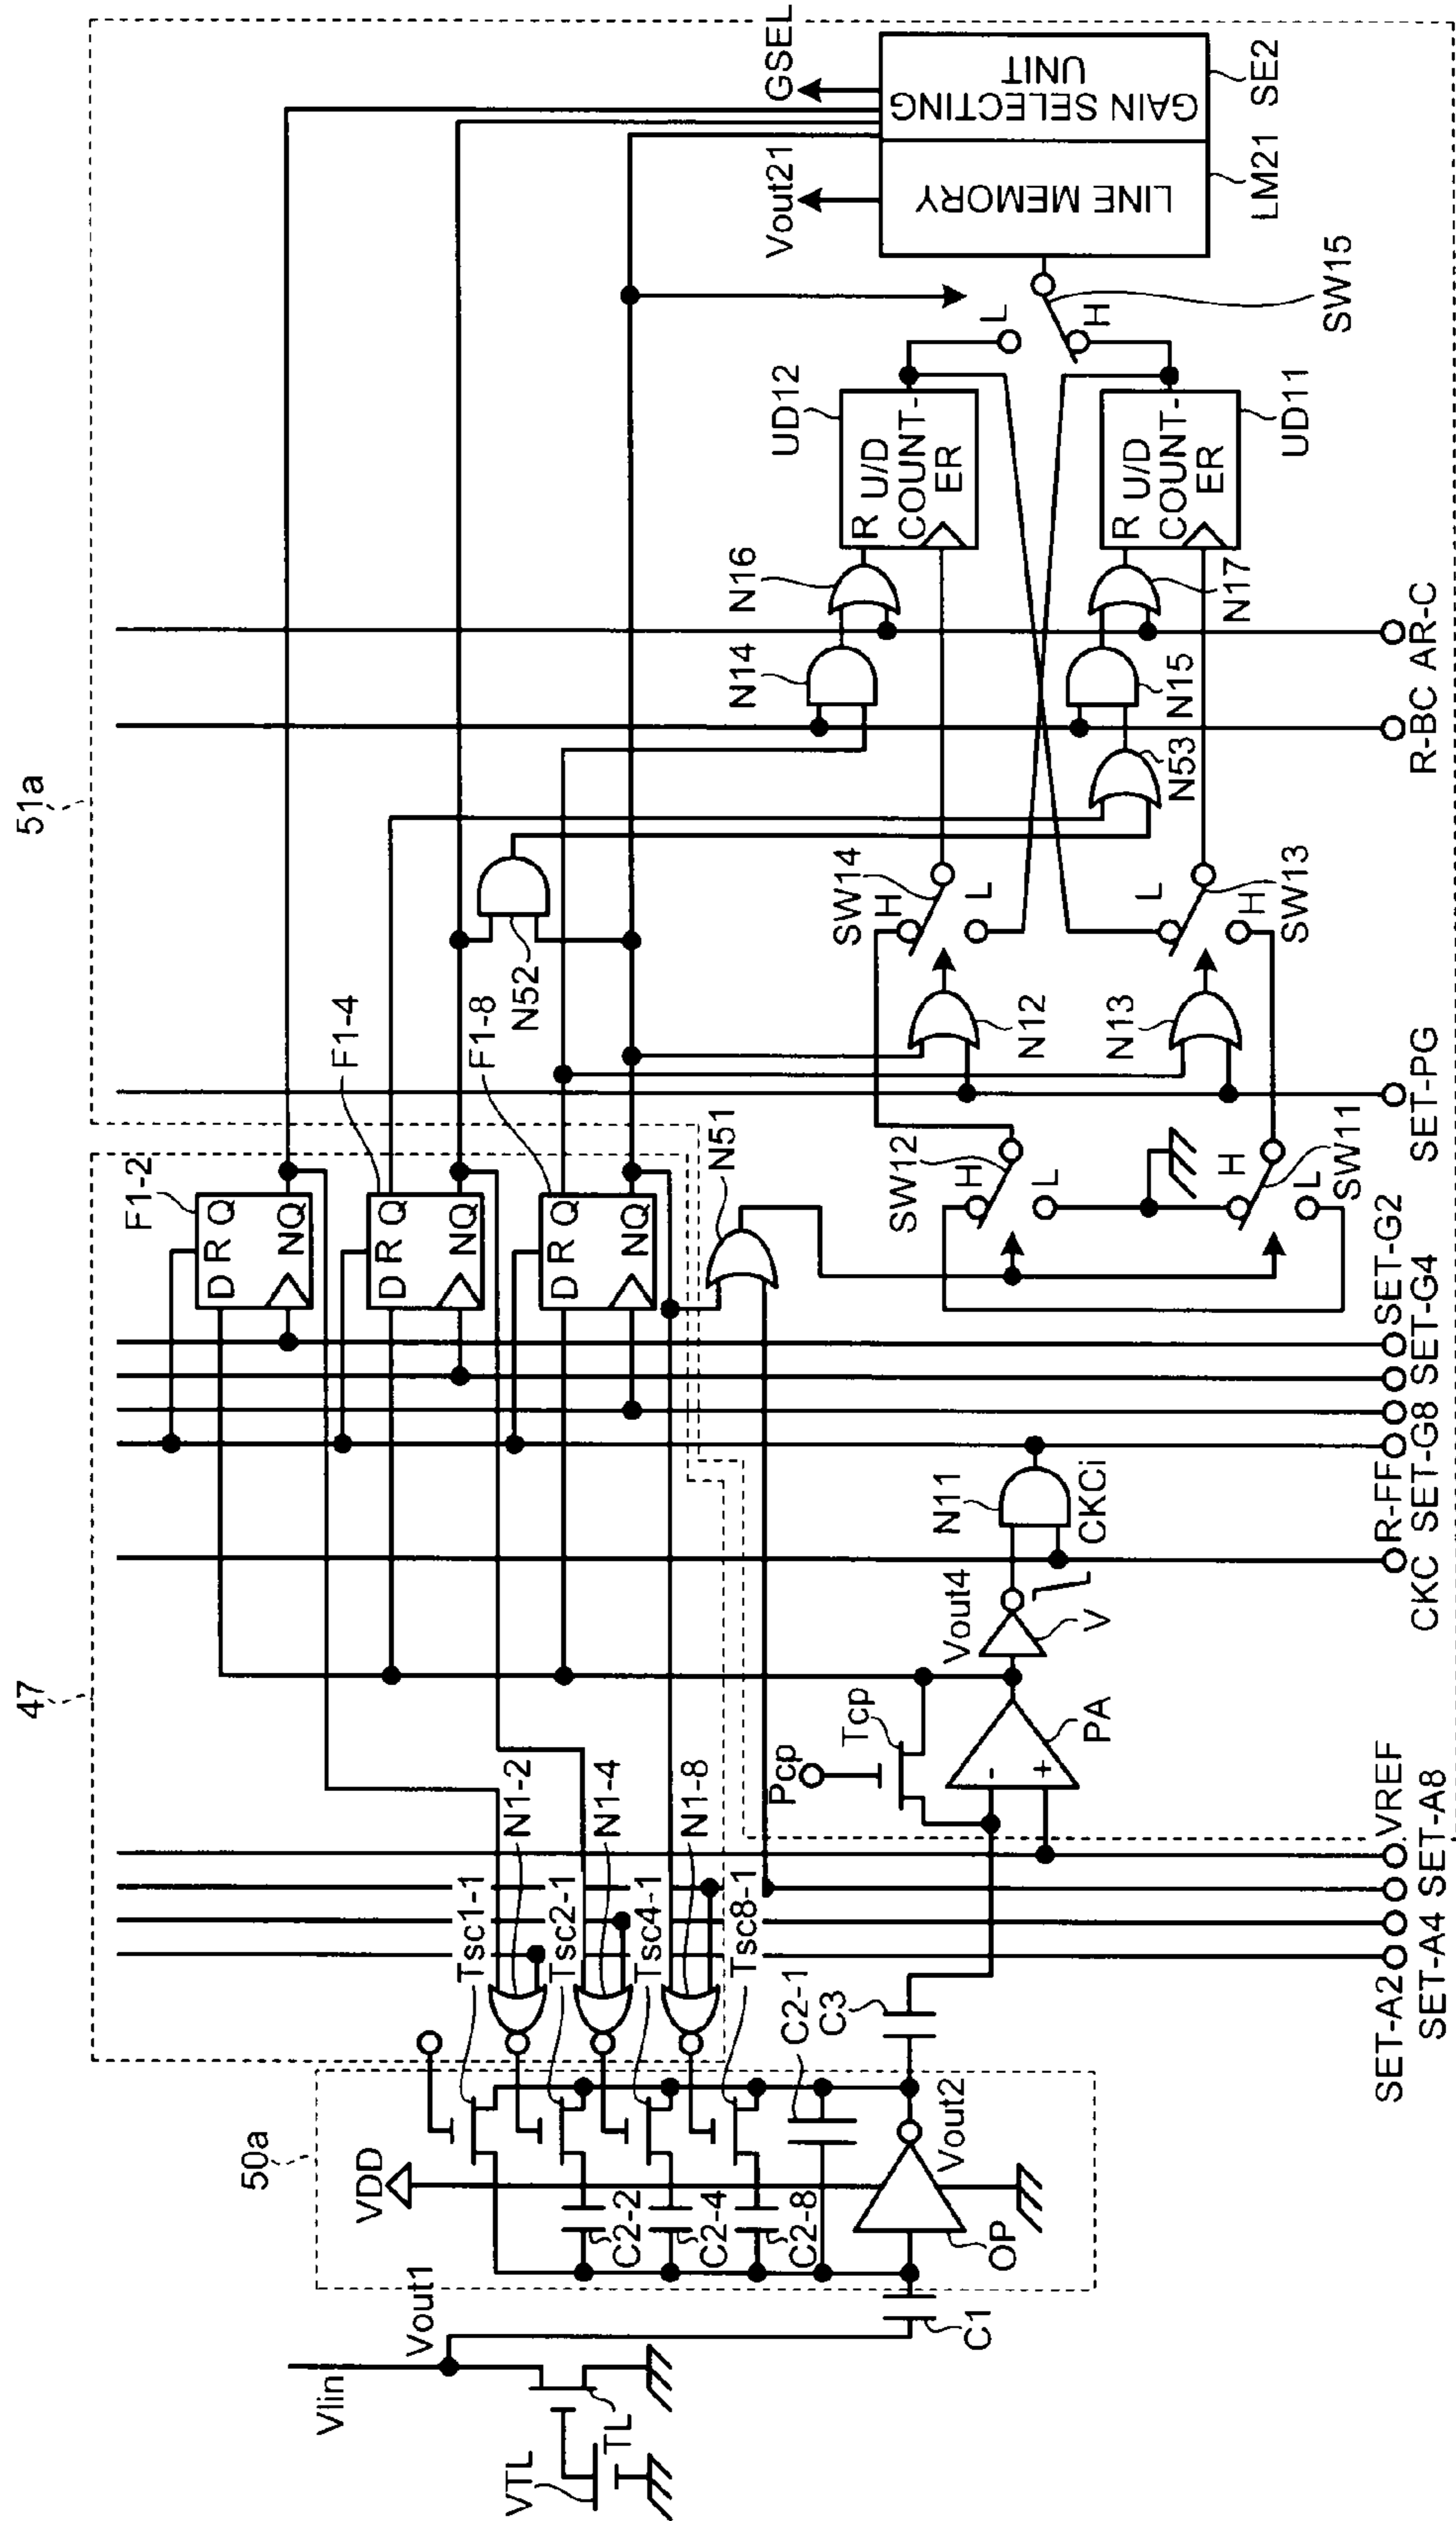 51a
47
50a
GSEL
Vout21
GAIN SELECTING
UNIT
LINE MEMORY
SE2
LM21
SW15
L
H
UD12
R U/D
COUNT-
ER
UD11
R U/D
COUNT-
ER
N16
N17
N14
N15
N53
AR-C
R-BC
SW14
H
L
SW13
L
H
N52
N12
N13
F1-4
F1-8
SET-PG
F1-2
D R Q
NQ
D R Q
NQ
D R Q
NQ
N51
SW12
H
L
SW11
H
L
SET-G2
SET-G4
SET-G8
R-FF
CKC
N11
CKCi
Vout4
V
Pcp
Tcp
PA
-
+
N1-2
N1-4
N1-8
VREF
SET-A8
SET-A4
SET-A2
Tsc1-1
Tsc2-1
Tsc4-1
Tsc8-1
C2-1
C3
VDD
C2-2
C2-4
C2-8
Vout2
OP
Vout1
Vlin
C1
VTL
TL